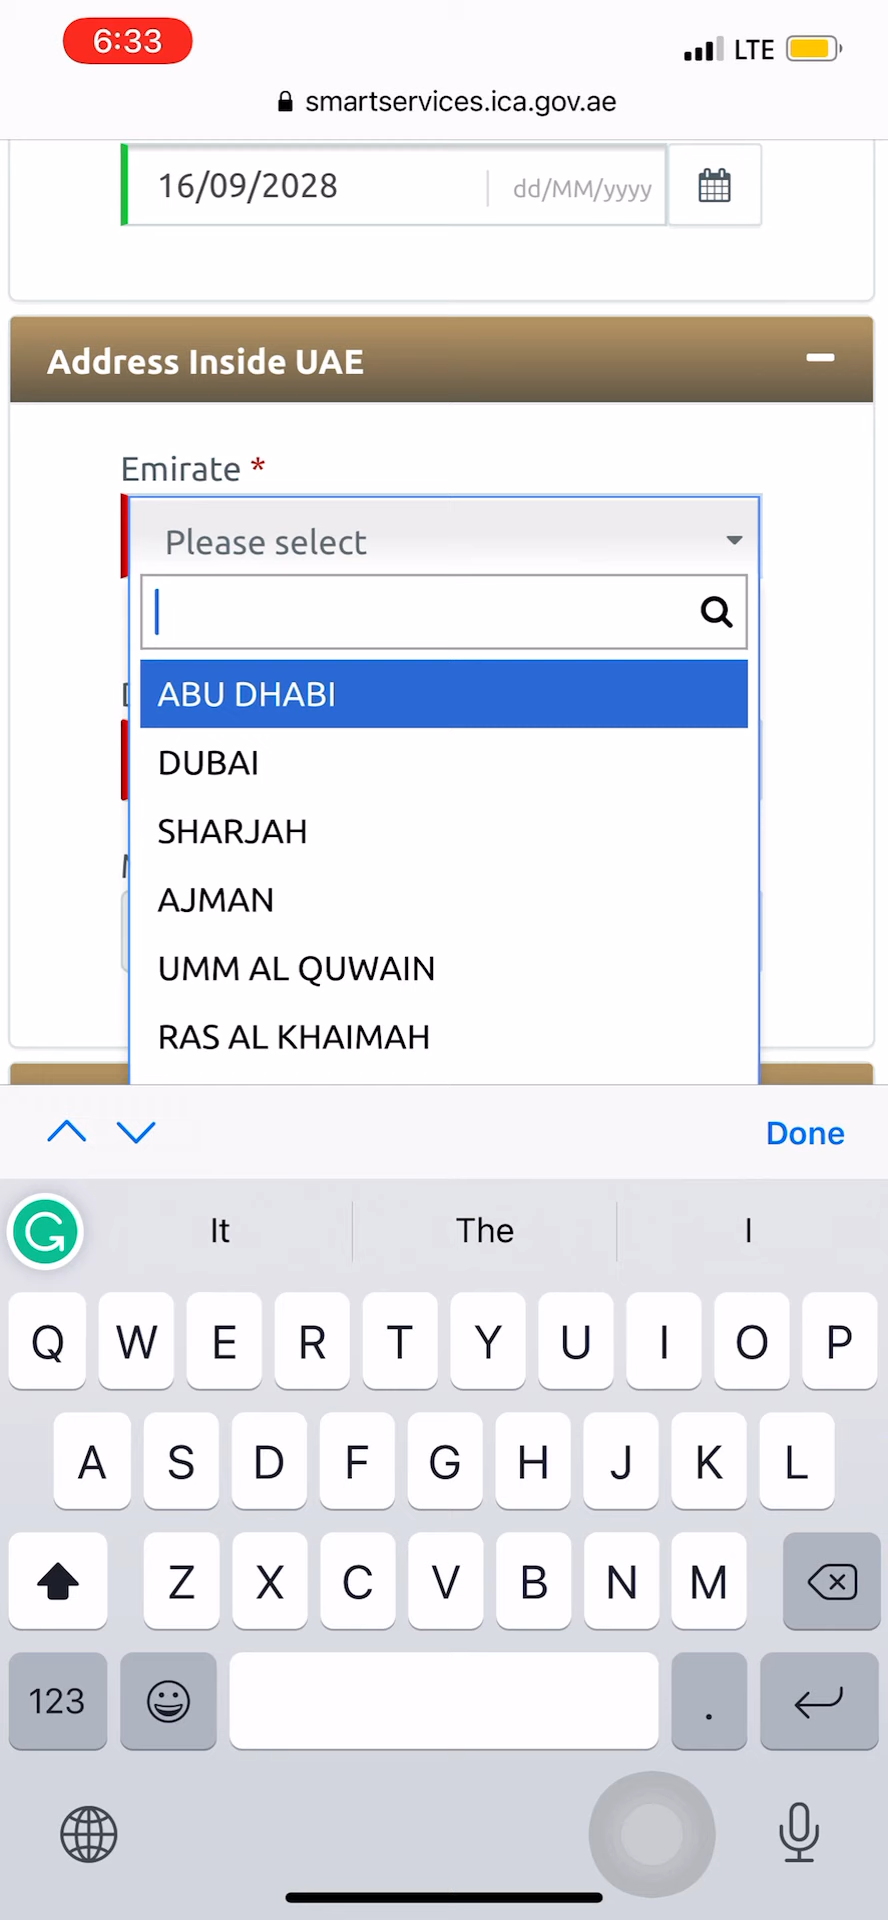 6:33
LTE
smartservices.ica.gov.ae
16/09/2028 dd/MM/yyyy
Address Inside UAE
Emirate *
Please select
ABU DHABI
DUBAI
SHARJAH
AJMAN
UMM AL QUWAIN
RAS AL KHAIMAH
Done
It The I
Q W E R T Y U I O P
A S D F G H J K L
Z X C V B N M
123 .